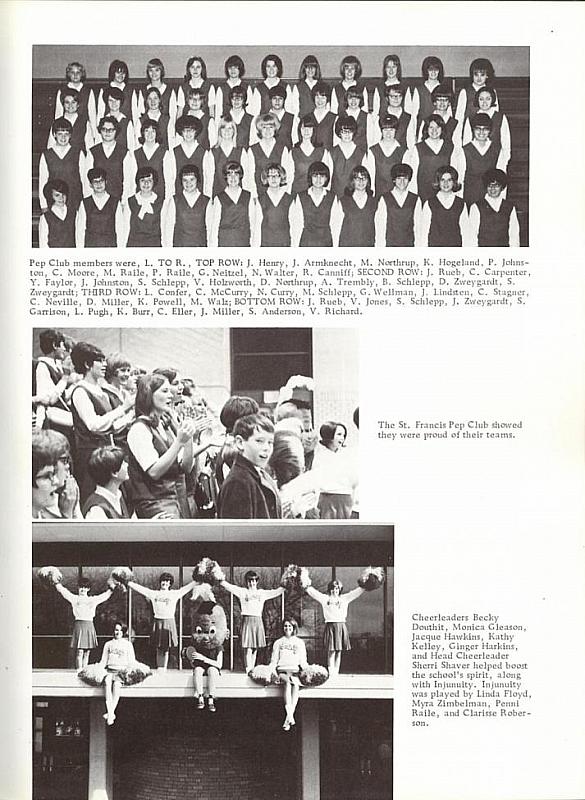 Pep Club members were, L. TO R., TOP ROW: J. Henry, J. Armknecht, M. Northrup, K. Hogeland, P. Johns-
ton, C. Moore, M. Raile, P. Raile, G. Neitzel, N. Walter, R. Canniff; SECOND ROW: J. Rueb, C. Carpenter,
Y. Faylor, J. Johnston, S. Schlepp, V. Holzworth, D. Northrup, A. Trembly, B. Schlepp, D. Zweygardt, S.
Zweygardt; THIRD ROW: L. Confer, C. McCurry, N. Curry, M. Schlepp, G. Wellman, J. Lindsten, C. Stagner,
C. Neville, D. Miller, K. Powell, M. Walz; BOTTOM ROW: J. Rueb, V. Jones, S. Schlepp, J. Zweygardt, S.
Garrison, L. Pugh, K. Burr, C. Eller, J. Miller, S. Anderson, V. Richard.
The St. Francis Pep Club showed
they were proud of their teams.
Cheerleaders Becky
Douthit, Monica Gleason,
Jacque Hawkins, Kathy
Kelley, Ginger Harkins,
and Head Cheerleader
Sherri Shaver helped boost
the school's spirit, along
with Injunuity. Injunuity
was played by Linda Floyd,
Myra Zimbelman, Penni
Raile, and Clarisse Rober-
son.